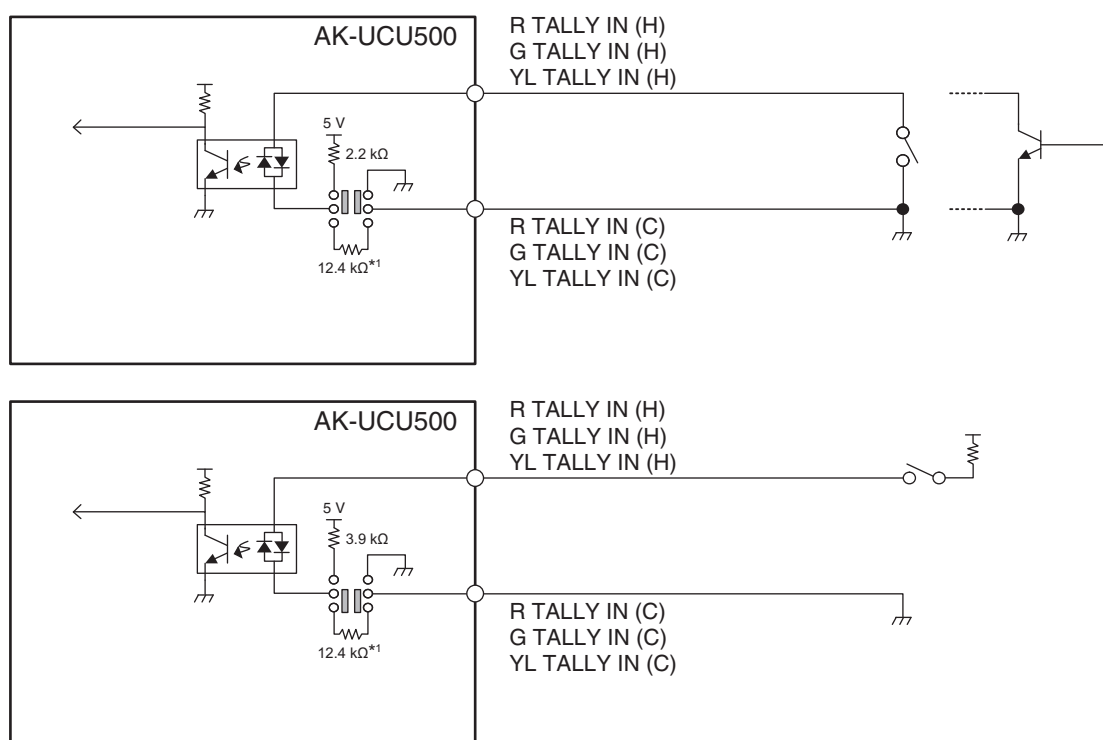 AK-UCU500
R TALLY IN (H)
G TALLY IN (H)
YL TALLY IN (H)
5 V
2.2 kΩ
12.4 kΩ*1
R TALLY IN (C)
G TALLY IN (C)
YL TALLY IN (C)
AK-UCU500
R TALLY IN (H)
G TALLY IN (H)
YL TALLY IN (H)
5 V
3.9 kΩ
12.4 kΩ*1
R TALLY IN (C)
G TALLY IN (C)
YL TALLY IN (C)